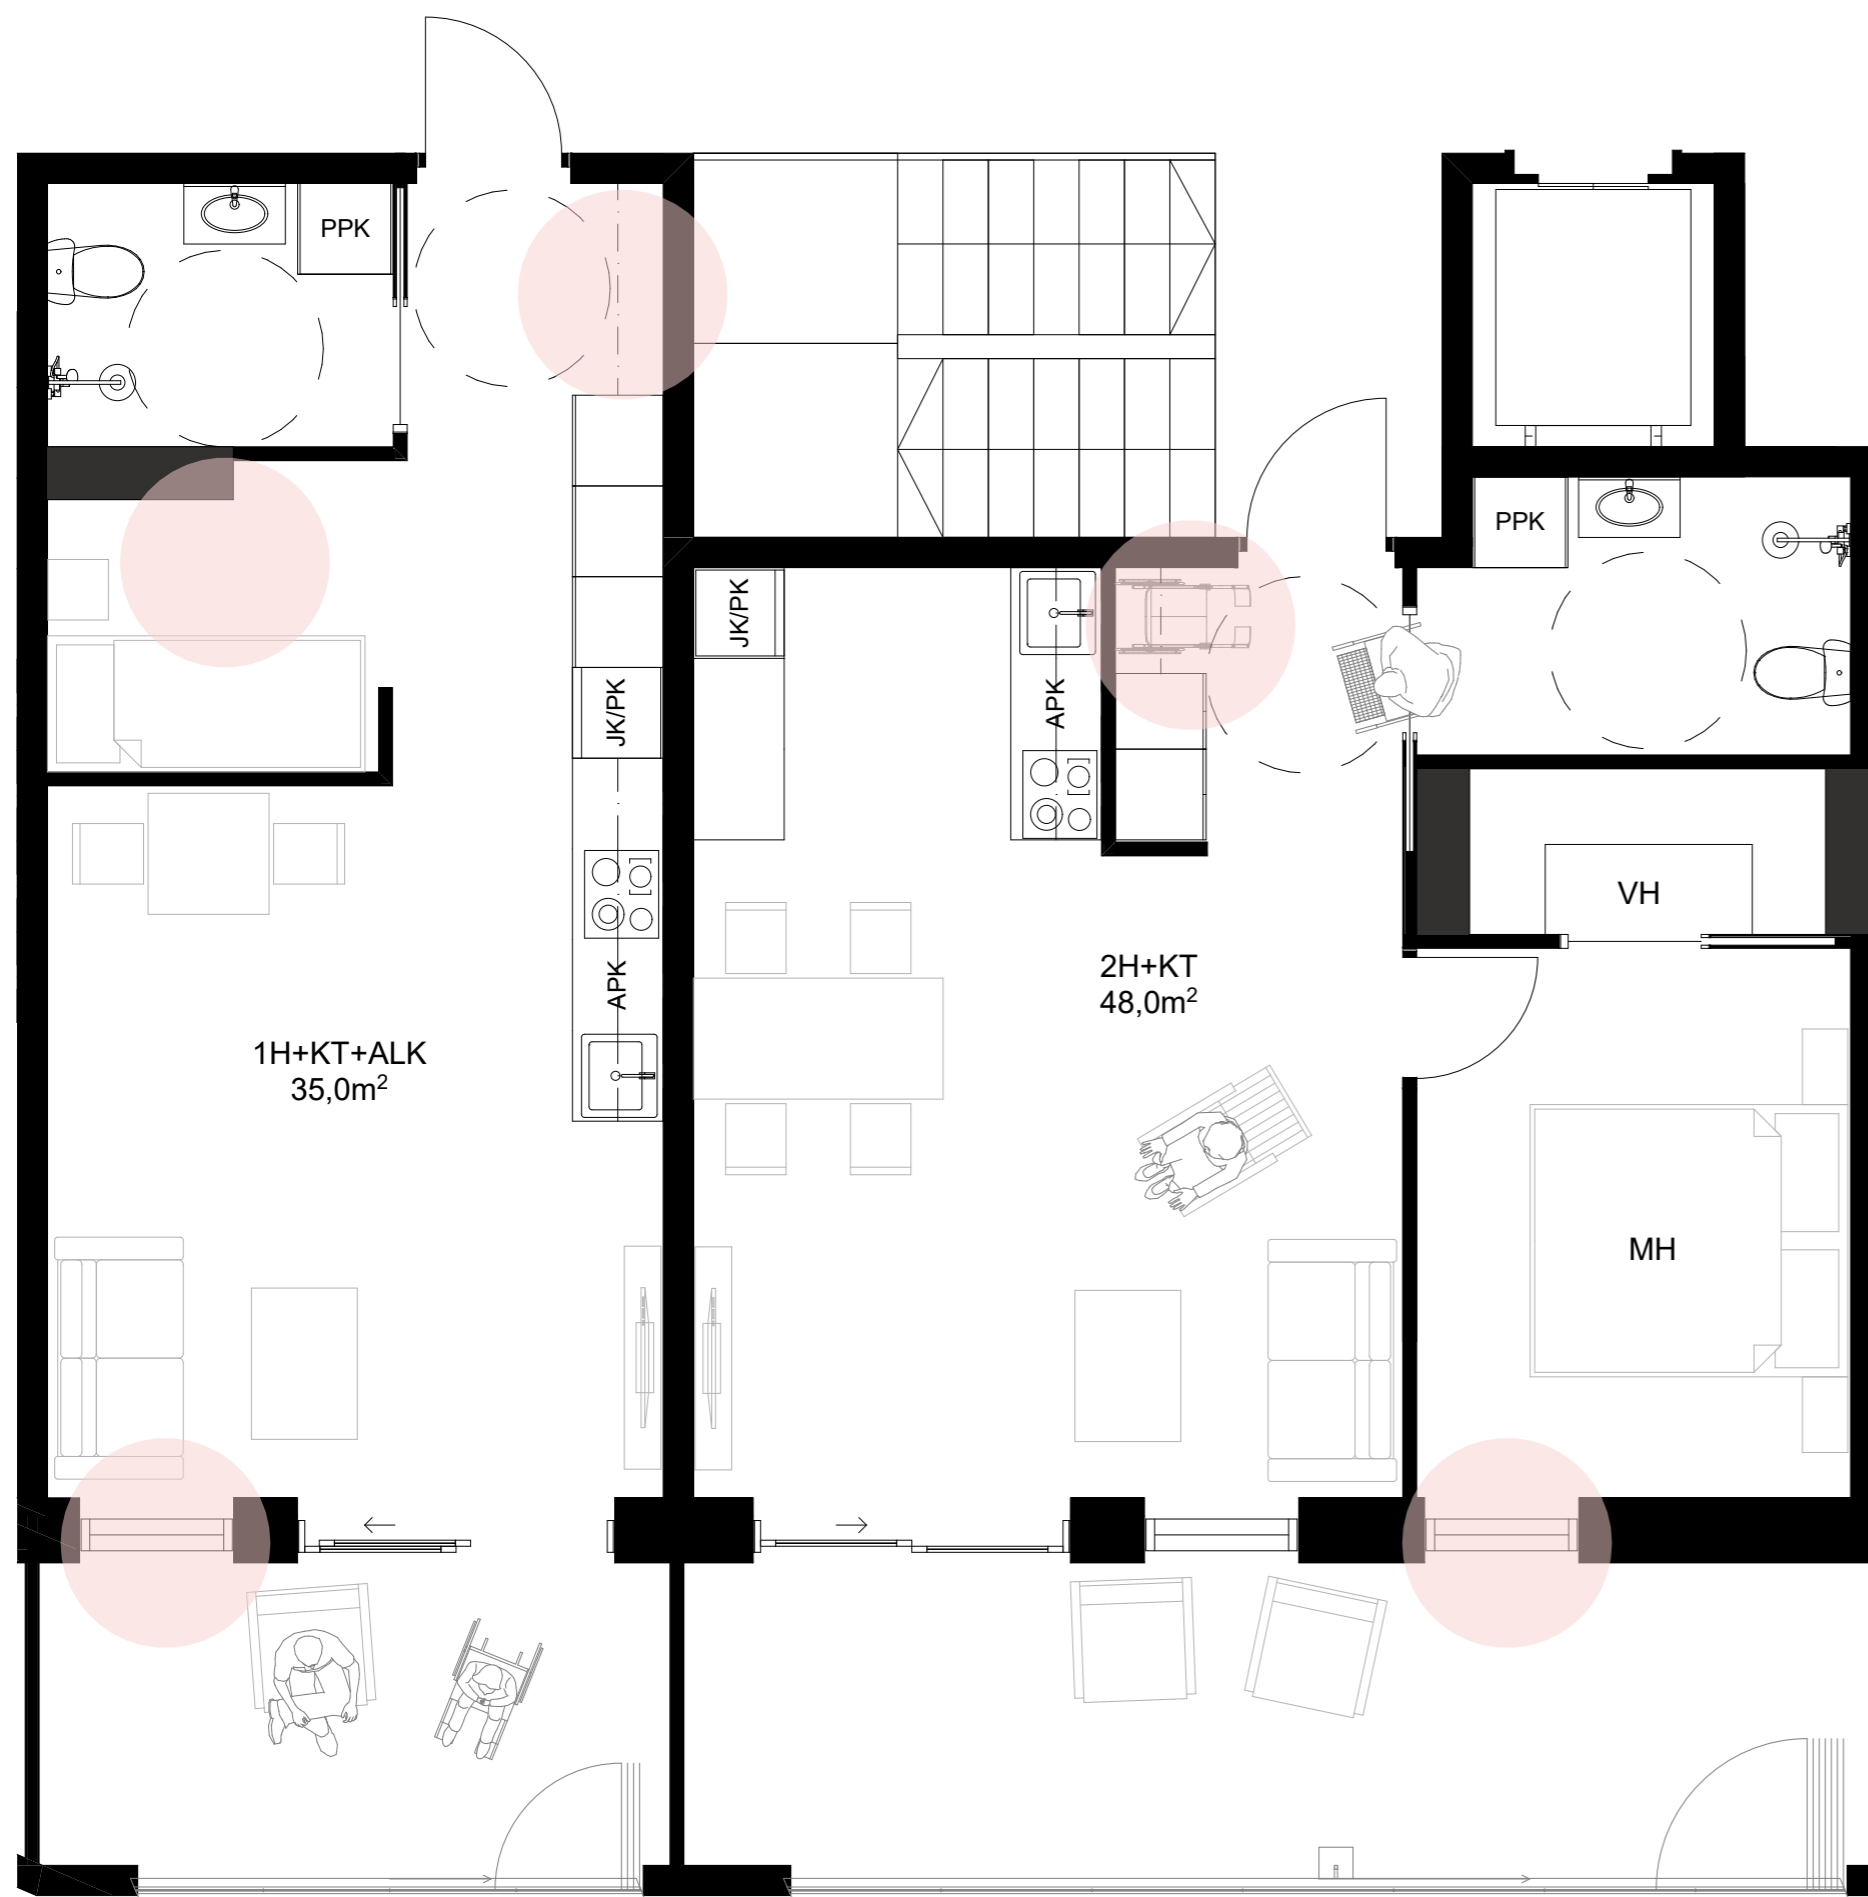 PPK
PPK
JK/PK
APK
JK/PK
VH
APK
2H+KT
48,0m²
1H+KT+ALK
35,0m²
MH